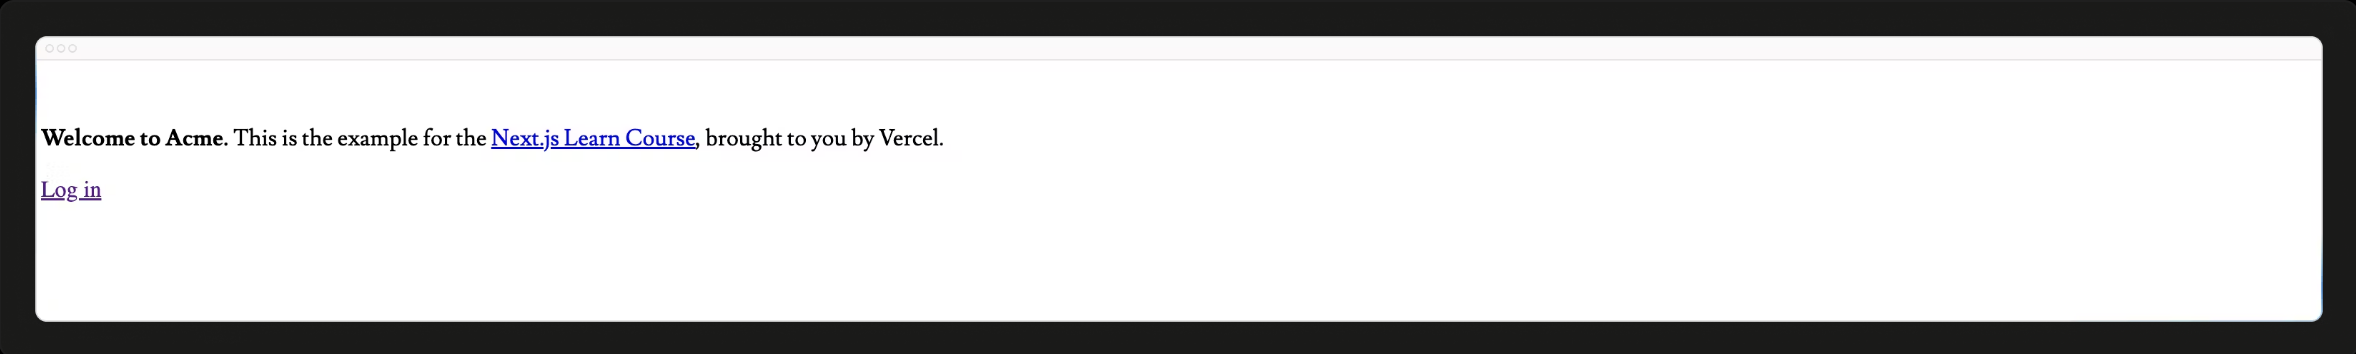 Welcome to Acme. This is the example for the Next.js Learn Course, brought to you by Vercel.
Log in